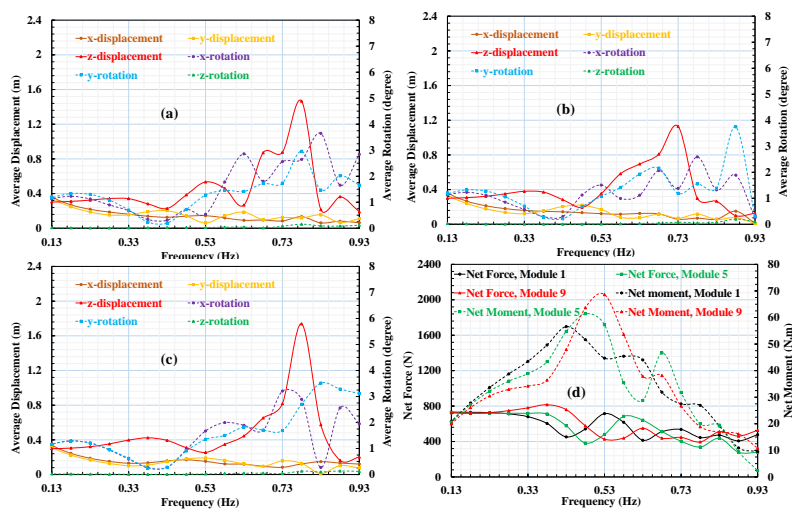 2.4
2
1.6
1.2
0.8
0.4
0
Average Displacement (m)
x-displacement
y-displacement
z-displacement
x-rotation
y-rotation
z-rotation
(a)
8
7
6
5
4
3
2
1
0
Average Rotation (degree)
0.13 0.33 0.53 0.73 0.93
Frequency (Hz)
2.4
2
1.6
1.2
0.8
0.4
0
Average Displacement (m)
x-displacement
y-displacement
z-displacement
x-rotation
y-rotation
z-rotation
(b)
8
7
6
5
4
3
2
1
0
Average Rotation (degree)
0.13 0.33 0.53 0.73 0.93
Frequency (Hz)
2.4
2
1.6
1.2
0.8
0.4
0
Average Displacement (m)
x-displacement
y-displacement
z-displacement
x-rotation
y-rotation
z-rotation
(c)
8
7
6
5
4
3
2
1
0
Average Rotation (degree)
0.13 0.33 0.53 0.73 0.93
Frequency (Hz)
2400
2000
1600
1200
800
400
0
Net Force (N)
Net Force, Module 1
Net Force, Module 5
Net Force, Module 9
Net moment, Module 1
Net Moment, Module 5
Net Moment, Module 9
(d)
80
70
60
50
40
30
20
10
0
Net Moment (N.m)
0.13 0.33 0.53 0.73 0.93
Frequency (Hz)